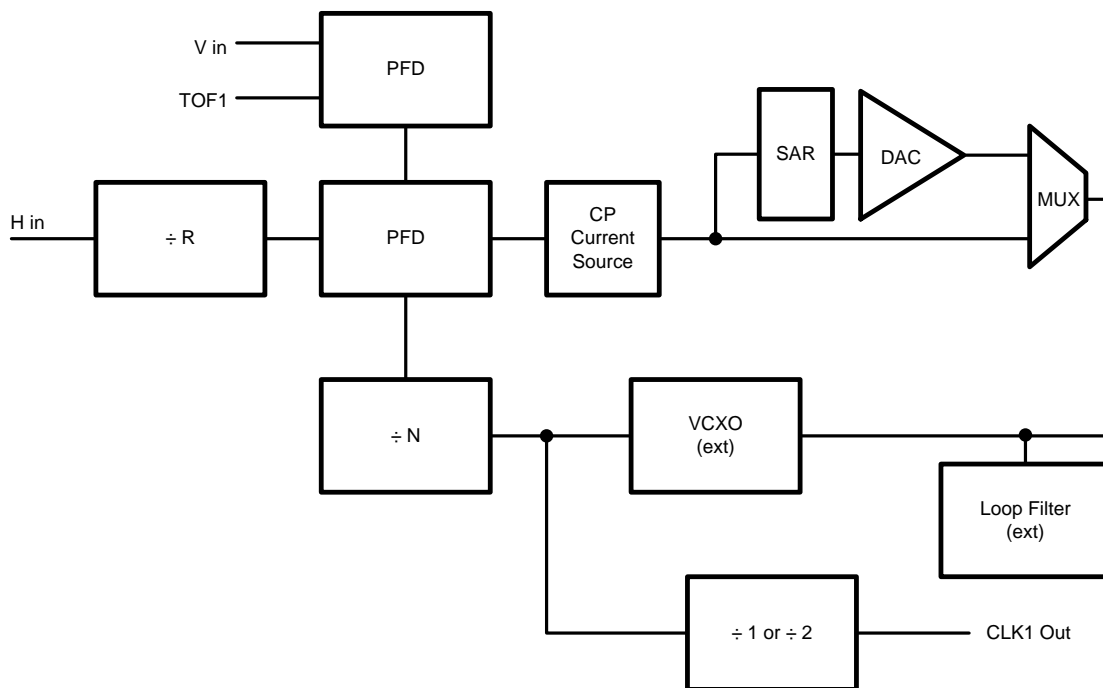 V in
TOF1
PFD
SAR
DAC
MUX
H in
÷ R
PFD
CP
Current
Source
÷ N
VCXO
(ext)
Loop Filter
(ext)
÷ 1 or ÷ 2
CLK1 Out